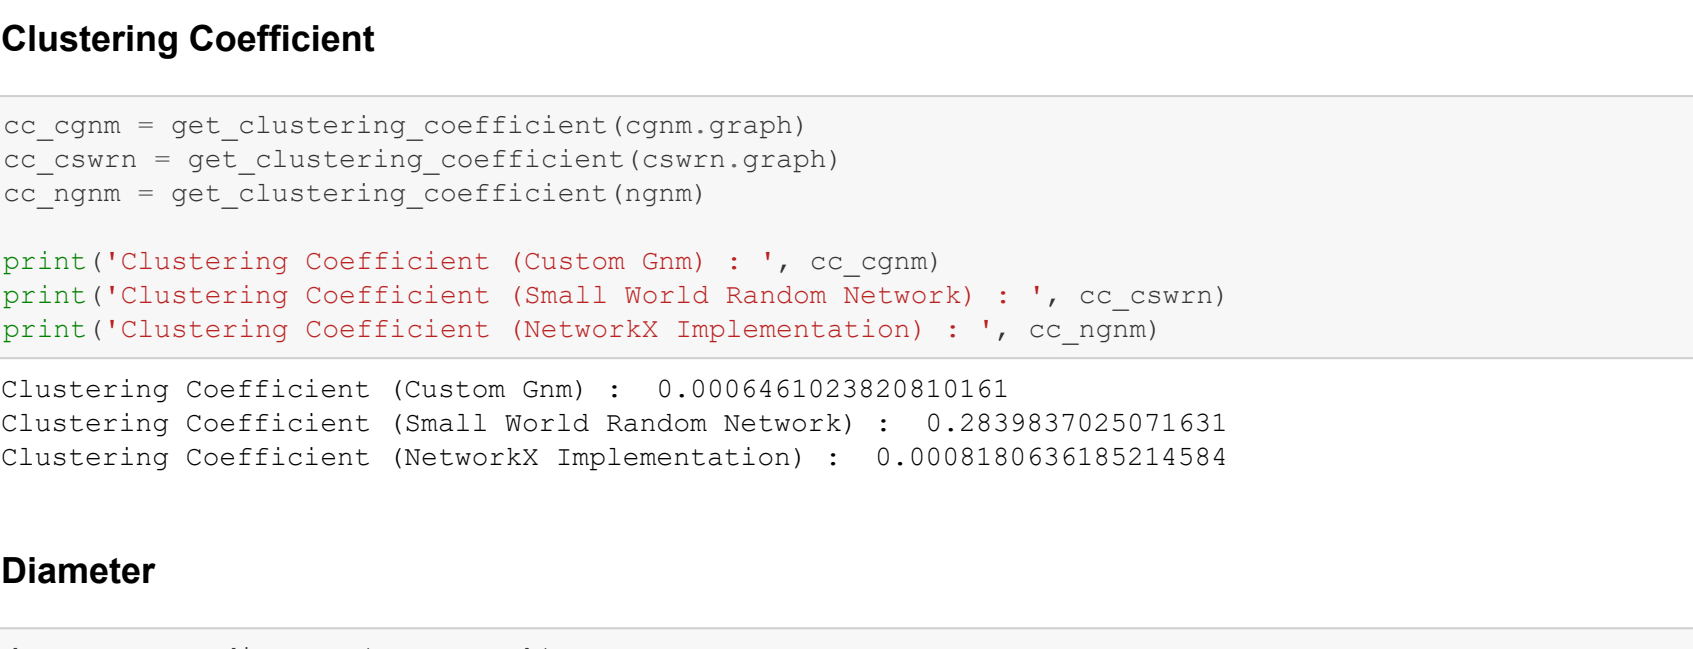 Clustering Coefficient
cc_cgnm = get_clustering_coefficient(cgnm.graph)
cc_cswrn = get_clustering_coefficient(cswrn.graph)
cc_ngnm = get_clustering_coefficient(ngnm)
print('Clustering Coefficient (Custom Gnm) : ', cc_cgnm)
print('Clustering Coefficient (Small World Random Network) : ', cc_cswrn)
print('Clustering Coefficient (NetworkX Implementation) : ', cc_ngnm)
Clustering Coefficient (Custom Gnm) :  0.0006461023820810161
Clustering Coefficient (Small World Random Network) :  0.2839837025071631
Clustering Coefficient (NetworkX Implementation) :  0.0008180636185214584
Diameter